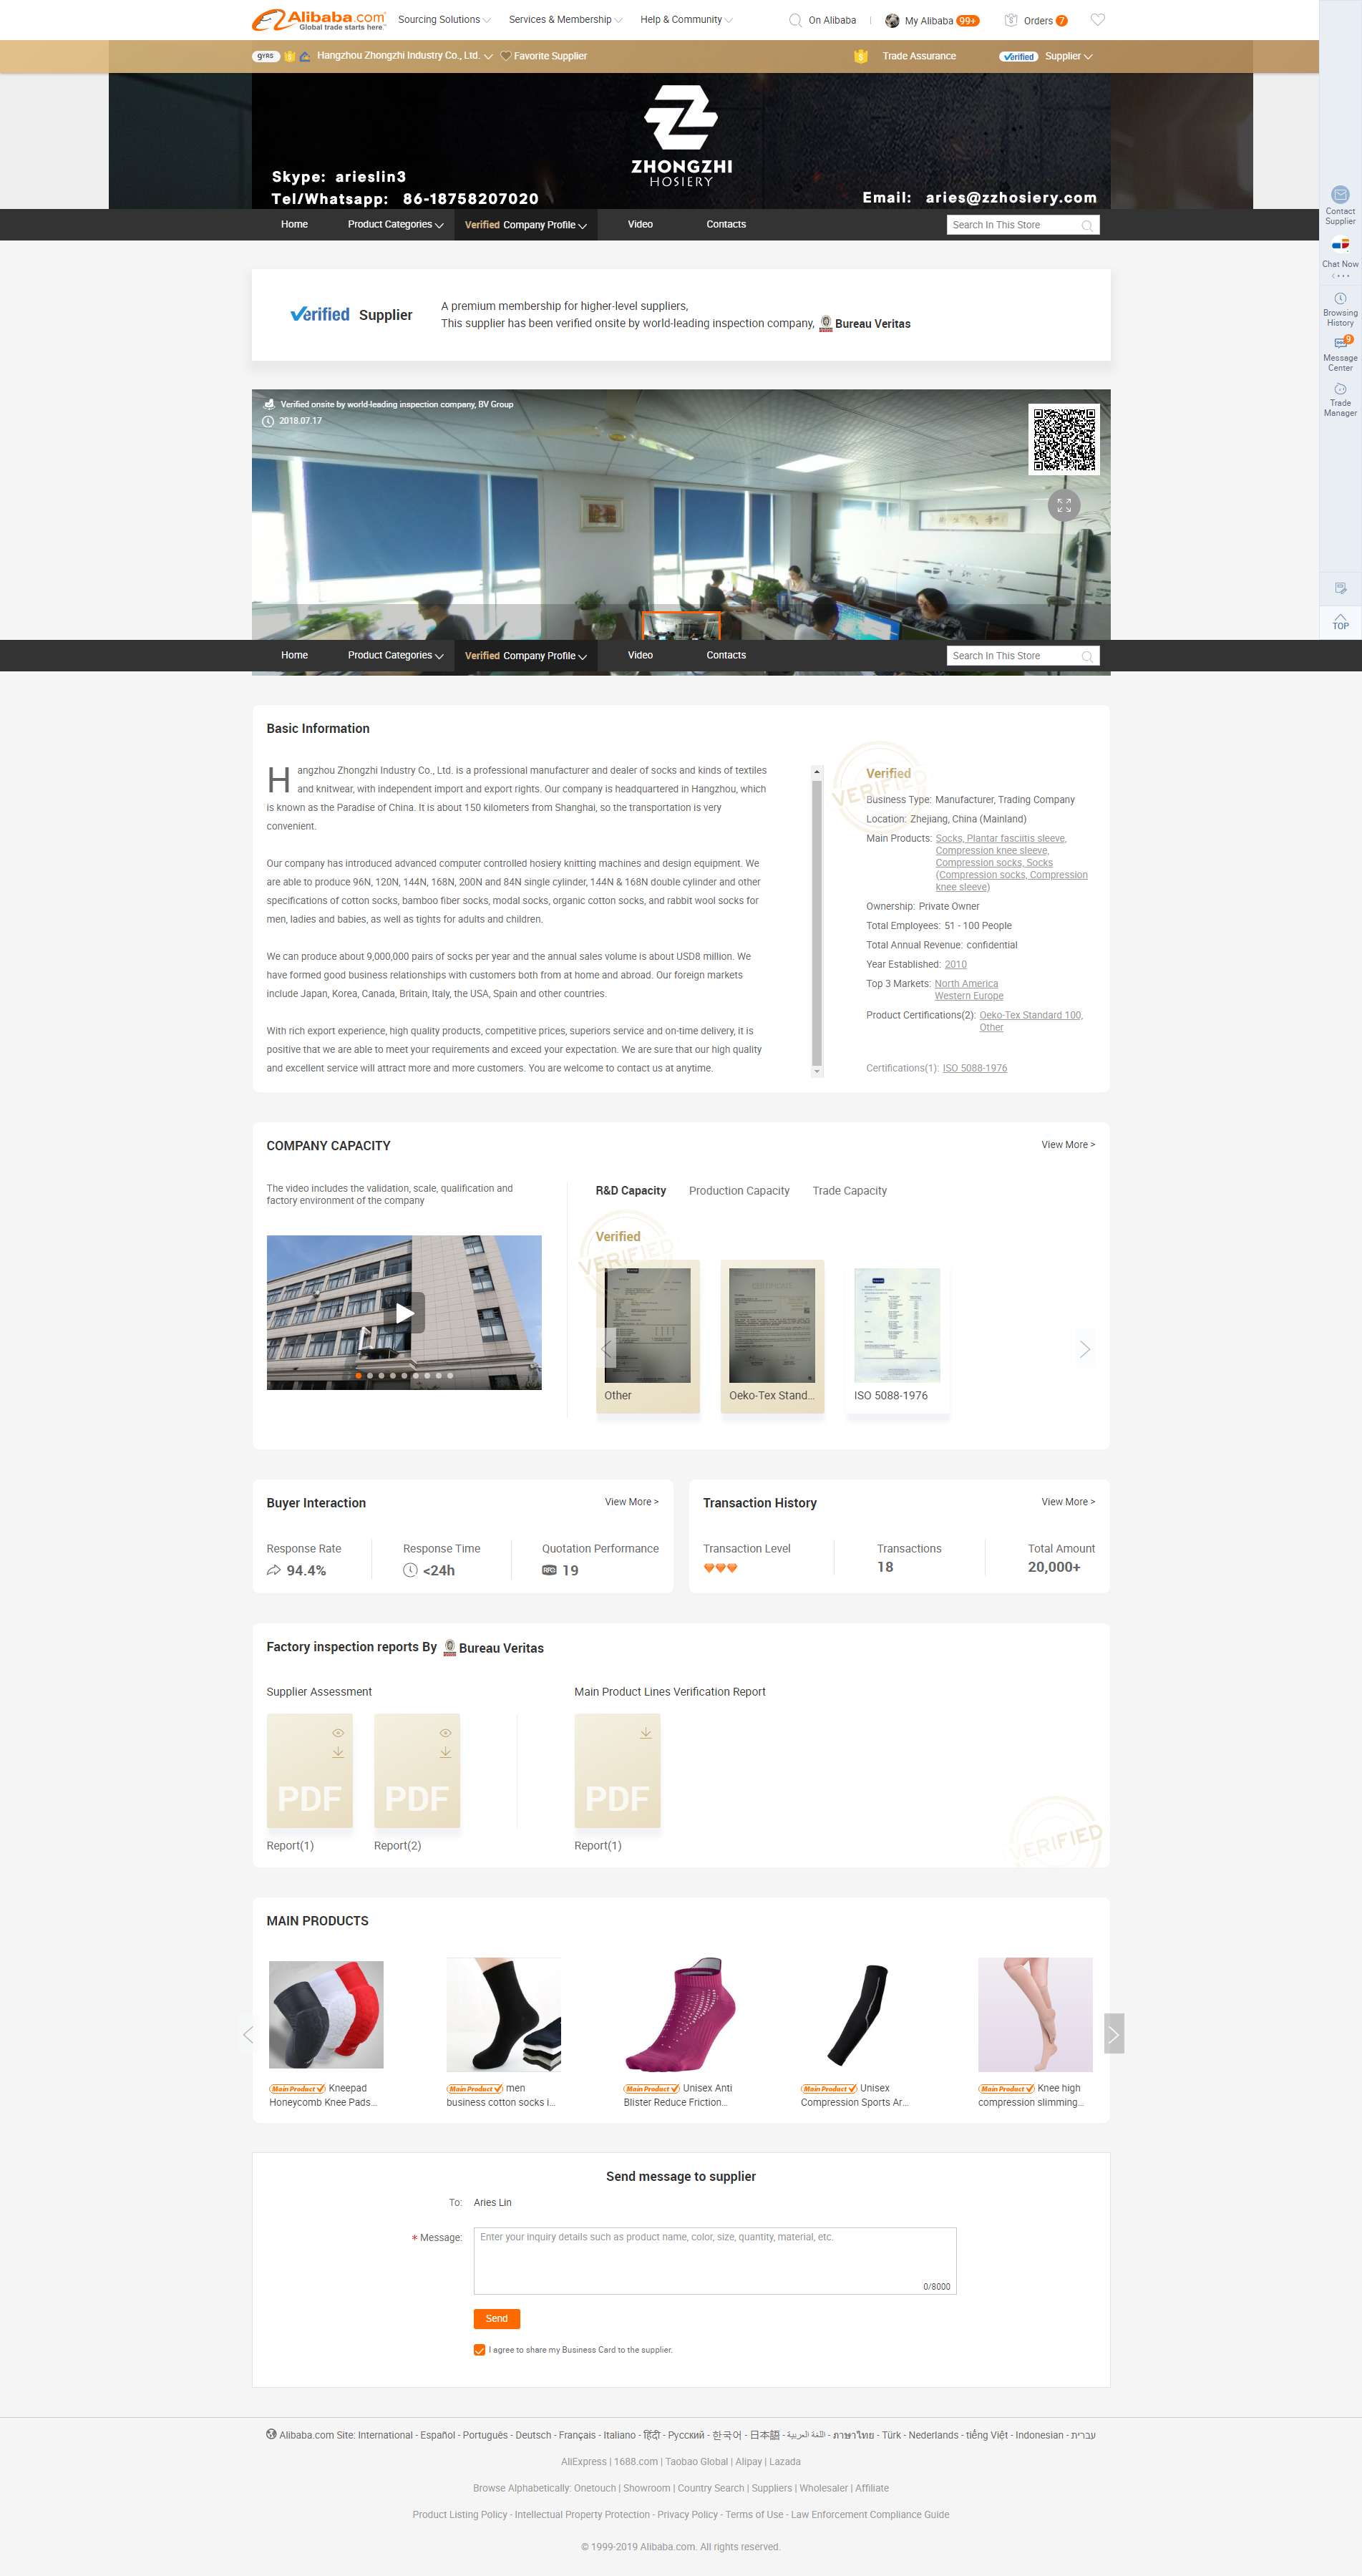 Alibaba.com
Global trade starts here.™
Sourcing Solutions
Services & Membership
Help & Community
On Alibaba
My Alibaba 99+
Orders 7
9YRS
Hangzhou Zhongzhi Industry Co., Ltd.
Favorite Supplier
Trade Assurance
Verified Supplier
ZHONGZHI
HOSIERY
Skype: arieslin3
Tel/Whatsapp: 86-18758207020
Email: aries@zzhosiery.com
Home
Product Categories
Verified Company Profile
Video
Contacts
Search In This Store
Contact
Supplier
Chat Now
Browsing
History
9
Message
Center
Trade
Manager
TOP
Verified Supplier
A premium membership for higher-level suppliers,
This supplier has been verified onsite by world-leading inspection company, Bureau Veritas
Verified onsite by world-leading inspection company, BV Group
2018.07.17
Home
Product Categories
Verified Company Profile
Video
Contacts
Search In This Store
Basic Information
Hangzhou Zhongzhi Industry Co., Ltd. is a professional manufacturer and dealer of socks and kinds of textiles
and knitwear, with independent import and export rights. Our company is headquartered in Hangzhou, which
is known as the Paradise of China. It is about 150 kilometers from Shanghai, so the transportation is very
convenient.
Our company has introduced advanced computer controlled hosiery knitting machines and design equipment. We
are able to produce 96N, 120N, 144N, 168N, 200N and 84N single cylinder, 144N & 168N double cylinder and other
specifications of cotton socks, bamboo fiber socks, modal socks, organic cotton socks, and rabbit wool socks for
men, ladies and babies, as well as tights for adults and children.
We can produce about 9,000,000 pairs of socks per year and the annual sales volume is about USD8 million. We
have formed good business relationships with customers both from at home and abroad. Our foreign markets
include Japan, Korea, Canada, Britain, Italy, the USA, Spain and other countries.
With rich export experience, high quality products, competitive prices, superiors service and on-time delivery, it is
positive that we are able to meet your requirements and exceed your expectation. We are sure that our high quality
and excellent service will attract more and more customers. You are welcome to contact us at anytime.
VERIFIED
Verified
Business Type: Manufacturer, Trading Company
Location: Zhejiang, China (Mainland)
Main Products: Socks, Plantar fasciitis sleeve,
Compression knee sleeve,
Compression socks, Socks
(Compression socks, Compression
knee sleeve)
Ownership: Private Owner
Total Employees: 51 - 100 People
Total Annual Revenue: confidential
Year Established: 2010
Top 3 Markets: North America
Western Europe
Product Certifications(2): Oeko-Tex Standard 100,
Other
Certifications(1): ISO 5088-1976
COMPANY CAPACITY
View More >
The video includes the validation, scale, qualification and
factory environment of the company
R&D Capacity
Production Capacity
Trade Capacity
Verified
VERIFIED
Other
Oeko-Tex Stand...
ISO 5088-1976
Buyer Interaction
View More >
Response Rate
94.4%
Response Time
<24h
Quotation Performance
RFQ 19
Transaction History
View More >
Transaction Level
Transactions
18
Total Amount
20,000+
Factory inspection reports By Bureau Veritas
Supplier Assessment
Main Product Lines Verification Report
PDF
PDF
PDF
Report(1)
Report(2)
Report(1)
VERIFIED
MAIN PRODUCTS
Main Product Kneepad
Honeycomb Knee Pads...
Main Product men
business cotton socks i...
Main Product Unisex Anti
Blister Reduce Friction...
Main Product Unisex
Compression Sports Ar...
Main Product Knee high
compression slimming...
Send message to supplier
To: Aries Lin
* Message:
Enter your inquiry details such as product name, color, size, quantity, material, etc.
0/8000
Send
I agree to share my Business Card to the supplier.
Alibaba.com Site: International - Español - Português - Deutsch - Français - Italiano - हिंदी - Pусский - 한국어 - 日本語 - اللغة العربية - ภาษาไทย - Türk - Nederlands - tiếng Việt - Indonesian - עברית
AliExpress | 1688.com | Taobao Global | Alipay | Lazada
Browse Alphabetically: Onetouch | Showroom | Country Search | Suppliers | Wholesaler | Affiliate
Product Listing Policy - Intellectual Property Protection - Privacy Policy - Terms of Use - Law Enforcement Compliance Guide
© 1999-2019 Alibaba.com. All rights reserved.